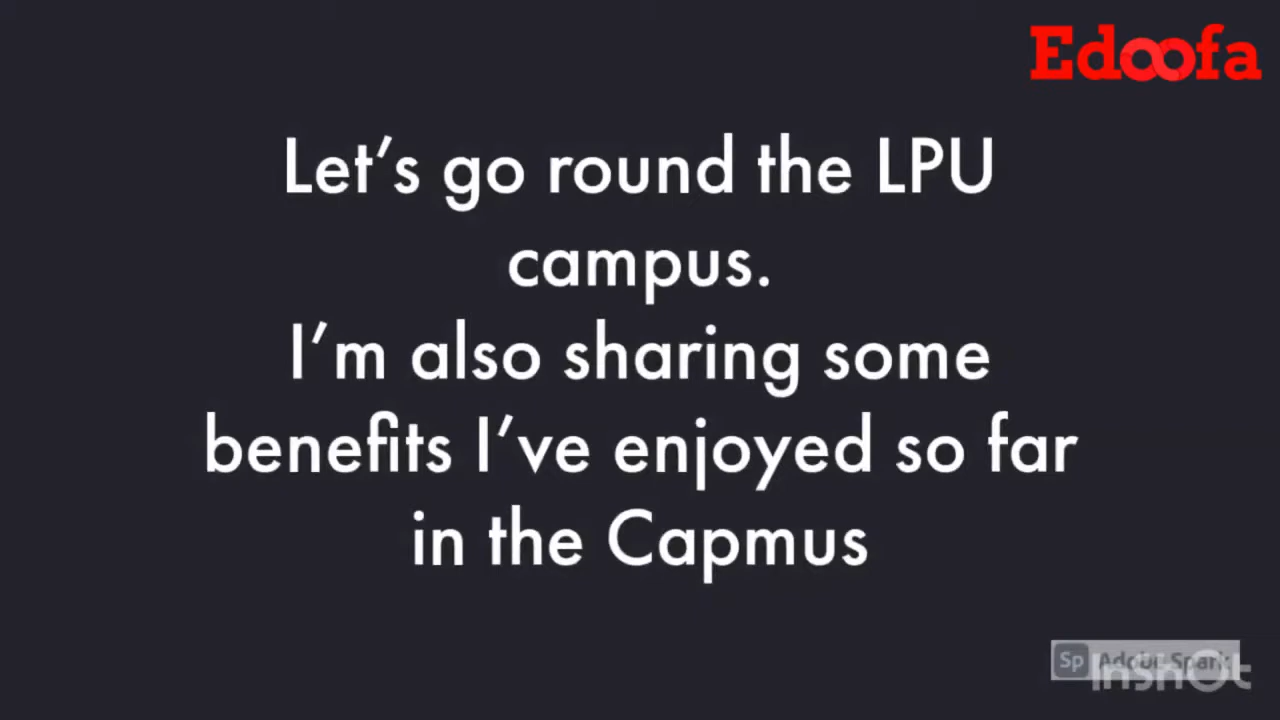 Edoofa
Let’s go round the LPU
campus.
I’m also sharing some
benefits I’ve enjoyed so far
in the Capmus
Sp Adobe Spark
InShOt